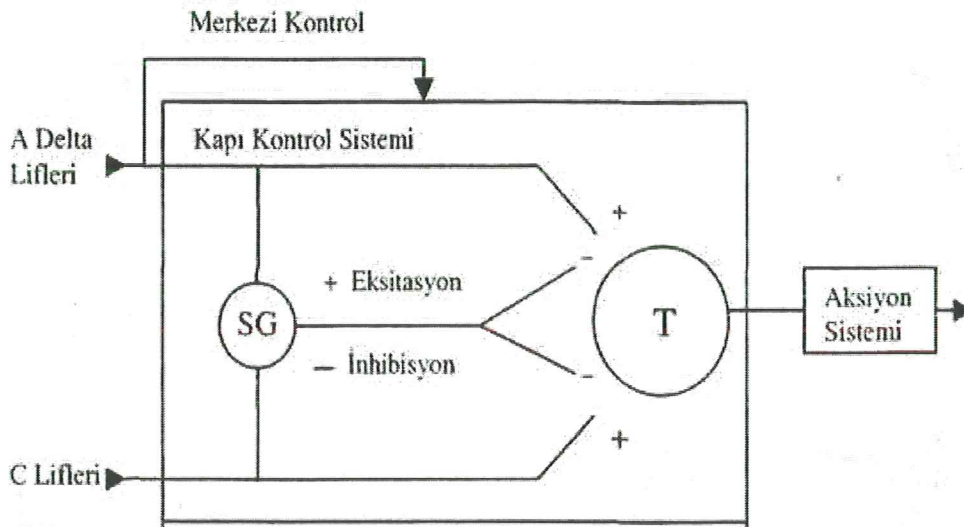 Merkezi Kontrol
A Delta
Lifleri
Kapı Kontrol Sistemi
+
-
+ Eksitasyon
SG
T
Aksiyon
Sistemi
- İnhibisyon
-
+
C Lifleri